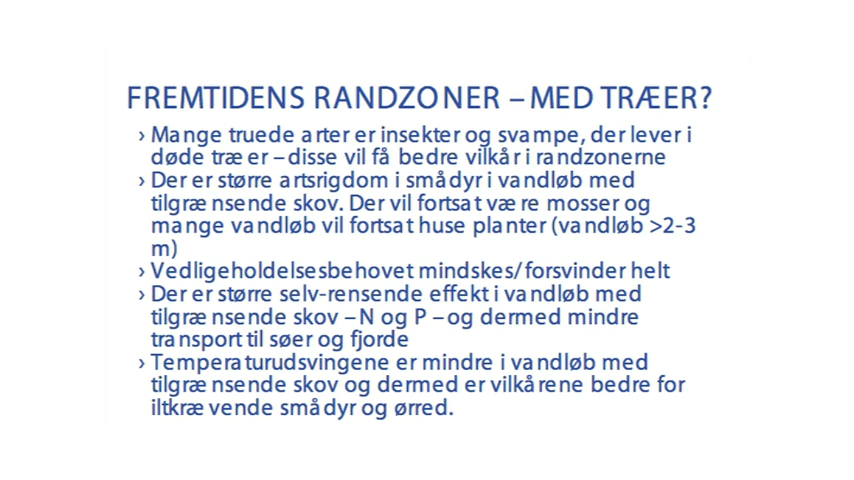 FREMTIDENS RANDZONER – MED TRÆER?
› Mange truede arter er insekter og svampe, der lever i
døde træer – disse vil få bedre vilkår i randzonerne
› Der er større artsrigdom i smådyr i vandløb med
tilgrænsende skov. Der vil fortsat være mosser og
mange vandløb vil fortsat huse planter (vandløb >2-3
m)
› Vedligeholdelsesbehovet mindskes/forsvinder helt
› Der er større selv-rensende effekt i vandløb med
tilgrænsende skov – N og P – og dermed mindre
transport til søer og fjorde
› Temperaturudsvingene er mindre i vandløb med
tilgrænsende skov og dermed er vilkårene bedre for
iltkrævende smådyr og ørred.